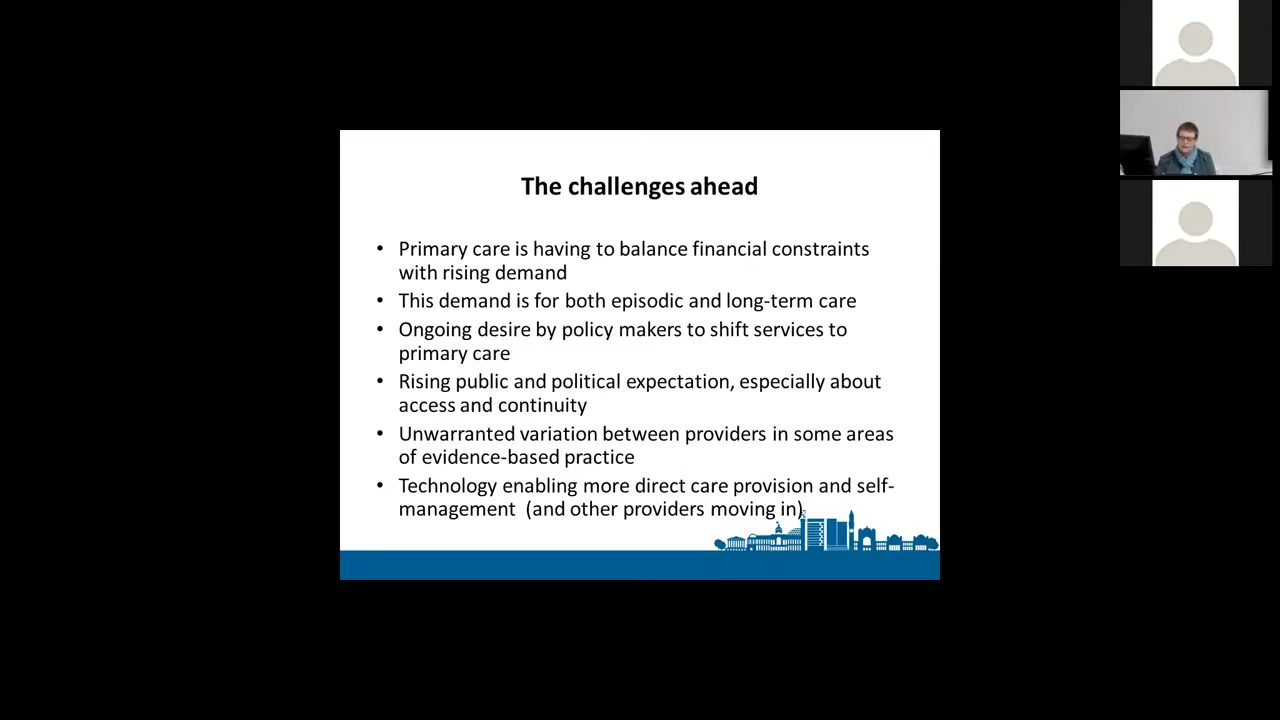 The challenges ahead
• Primary care is having to balance financial constraints
with rising demand
• This demand is for both episodic and long-term care
• Ongoing desire by policy makers to shift services to
primary care
• Rising public and political expectation, especially about
access and continuity
• Unwarranted variation between providers in some areas
of evidence-based practice
• Technology enabling more direct care provision and self-
management  (and other providers moving in)